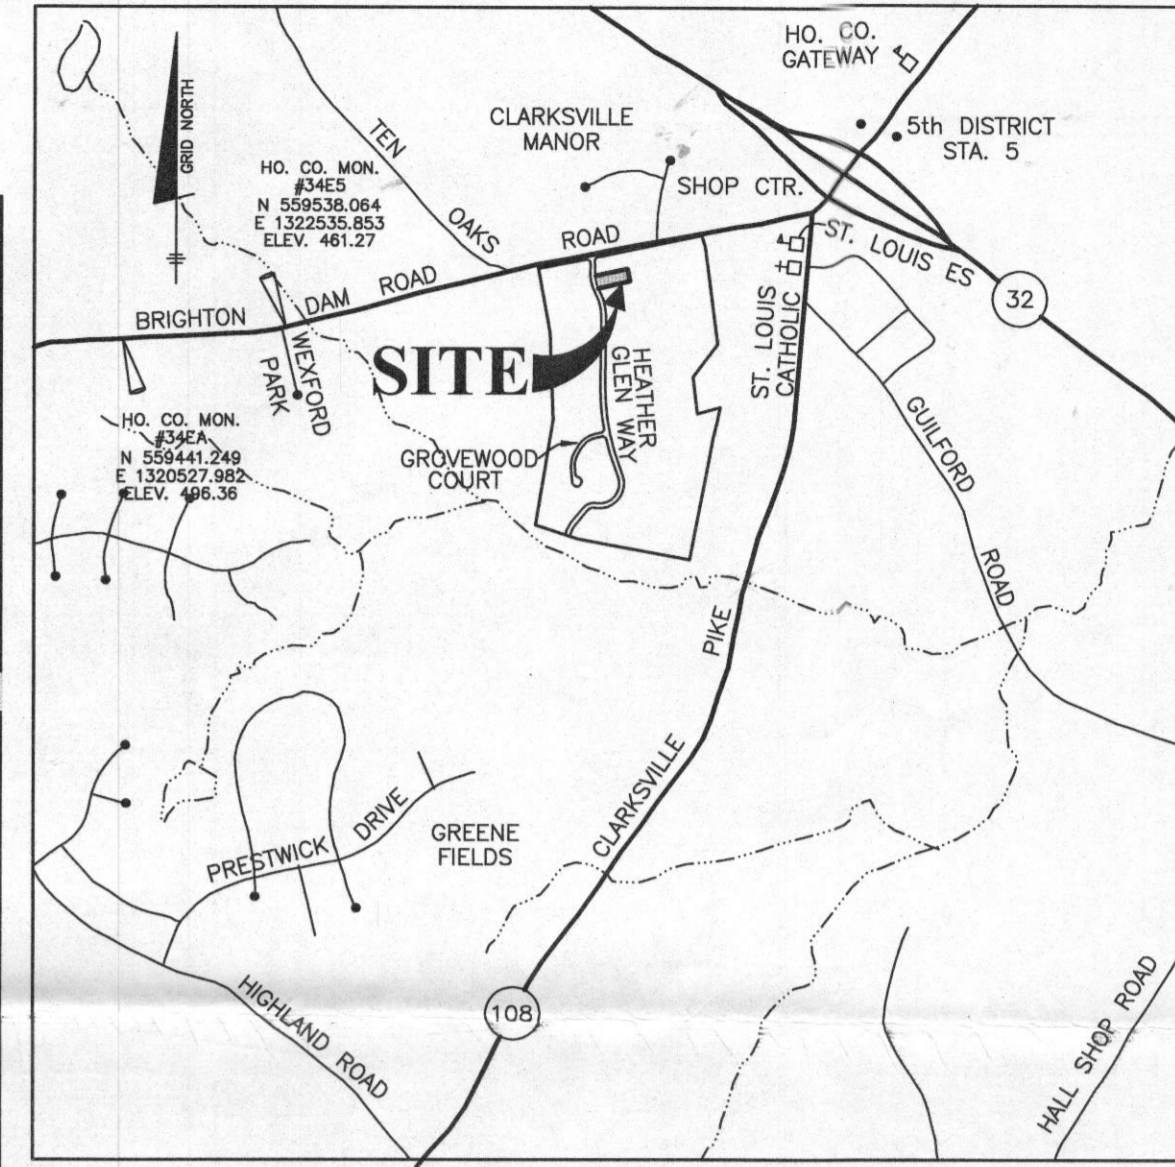 HO. CO.
GATEWAY
5th DISTRICT
STA. 5
CLARKSVILLE
MANOR
SHOP CTR.
TEN
OAKS
ROAD
GRID NORTH
HO. CO. MON.
#34E5
N 559538.064
E 1322535.853
ELEV. 461.27
ST. LOUIS ES
32
BRIGHTON
DAM
ROAD
WEXFORD
PARK
SITE
HEATHER
GLEN WAY
ST. LOUIS
CATHOLIC
GUILFORD
ROAD
HO. CO. MON.
#34EA
N 559441.249
E 1320527.982
ELEV. 496.36
GROVEWOOD
COURT
CLARKSVILLE
PIKE
PRESTWICK
DRIVE
GREENE
FIELDS
HIGHLAND ROAD
108
HALL SHOP ROAD